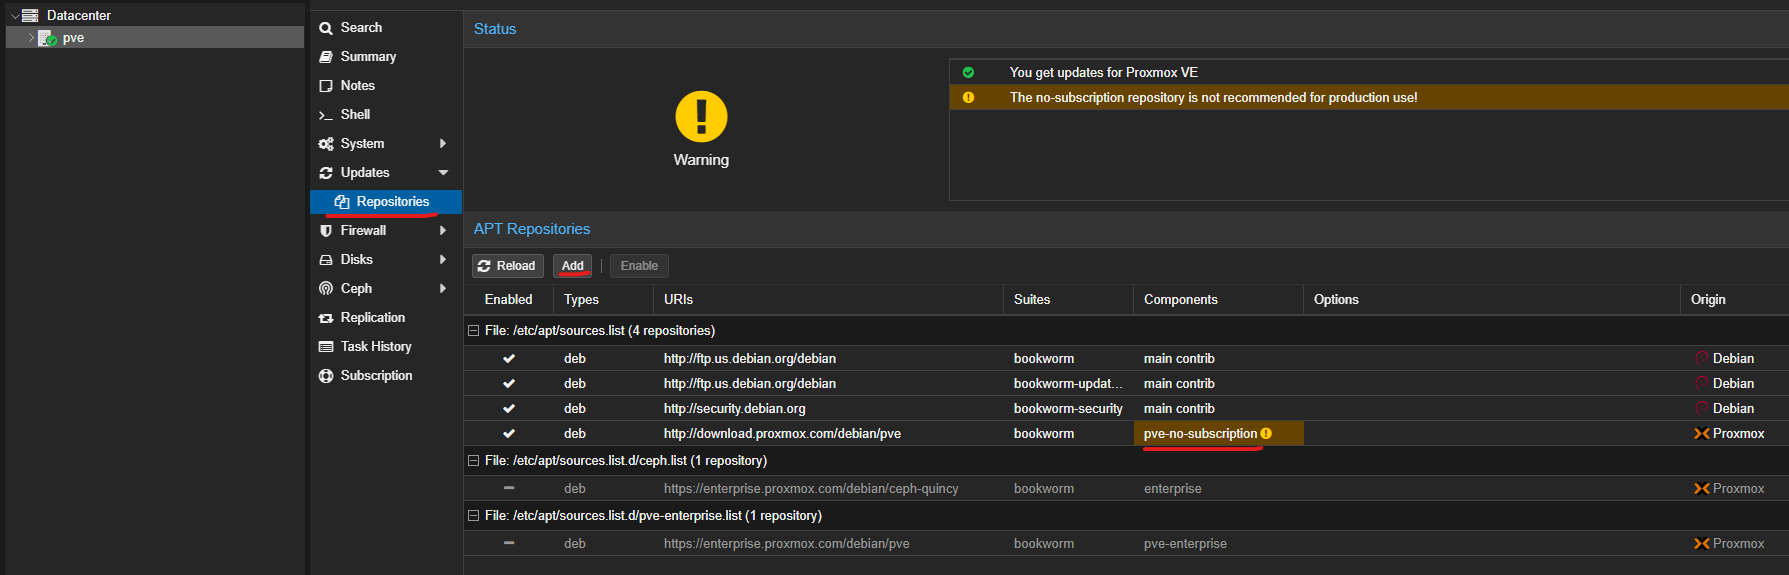 Datacenter
pve
Search
Summary
Notes
Shell
System
Updates
Repositories
Firewall
Disks
Ceph
Replication
Task History
Subscription
Status
Warning
You get updates for Proxmox VE
The no-subscription repository is not recommended for production use!
APT Repositories
Reload Add Enable
Enabled Types URIs Suites Components Options Origin
File: /etc/apt/sources.list (4 repositories)
deb http://ftp.us.debian.org/debian bookworm main contrib Debian
deb http://ftp.us.debian.org/debian bookworm-updat... main contrib Debian
deb http://security.debian.org bookworm-security main contrib Debian
deb http://download.proxmox.com/debian/pve bookworm pve-no-subscription Proxmox
File: /etc/apt/sources.list.d/ceph.list (1 repository)
deb https://enterprise.proxmox.com/debian/ceph-quincy bookworm enterprise Proxmox
File: /etc/apt/sources.list.d/pve-enterprise.list (1 repository)
deb https://enterprise.proxmox.com/debian/pve bookworm pve-enterprise Proxmox